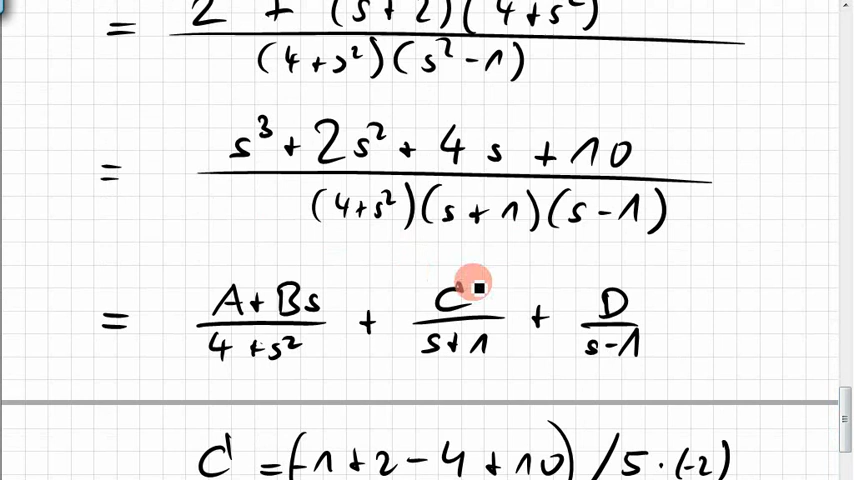 = 2 + (s+2)(4+s²) / (4+s²)(s²-1)
= s³ + 2s² + 4s + 10 / (4+s²)(s+1)(s-1)
= A+Bs / 4+s² + C / s+1 + D / s-1
C = (-1+2-4+10) / 5·(-2)